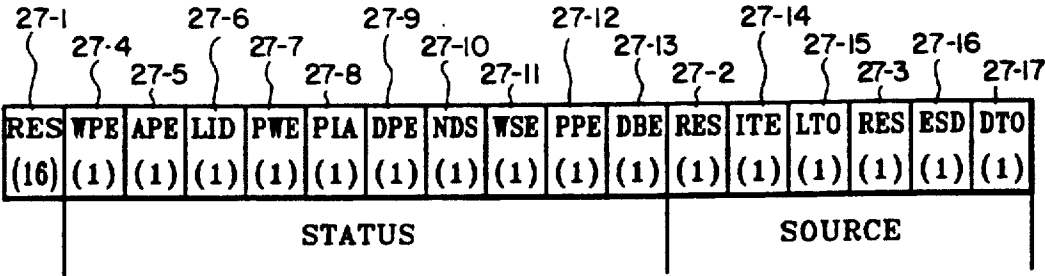 27-1 27-6 27-9 27-12 27-14
27-4 27-7 27-10 27-13 27-15 27-16
27-5 27-8 27-11 27-2 27-3 27-17
RES WPE APE LID PWE PIA DPE NDS WSE PPE DBE RES ITE LTO RES ESD DTO
(16) (1) (1) (1) (1) (1) (1) (1) (1) (1) (1) (1) (1) (1) (1) (1) (1)
STATUS SOURCE